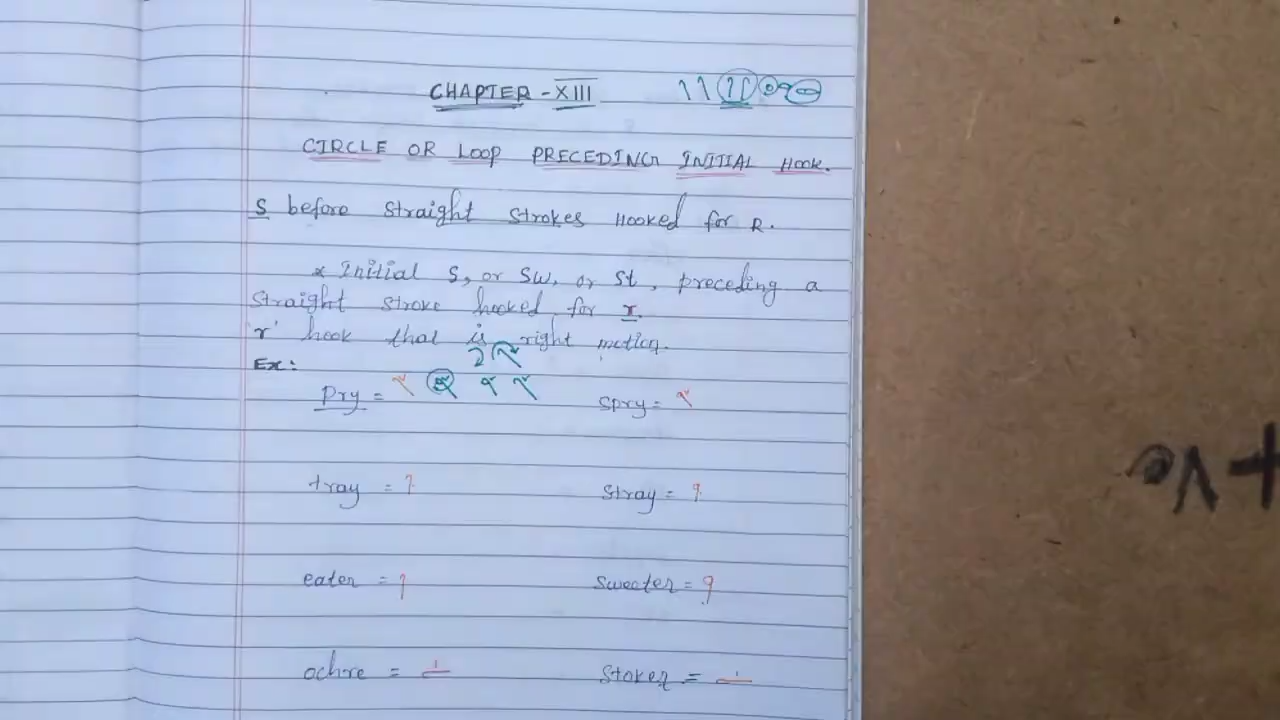 CHAPTER - XIII
CIRCLE OR LOOP PRECEDING INITIAL HOOK.
S before straight strokes Hooked for R.
* Initial S, or SW, or St, preceding a
straight stroke hooked for r.
'r' hook that is right motion.
Ex:
Pry = Spry =
tray = Stray =
eater = Sweeter =
ochre = Stoker =